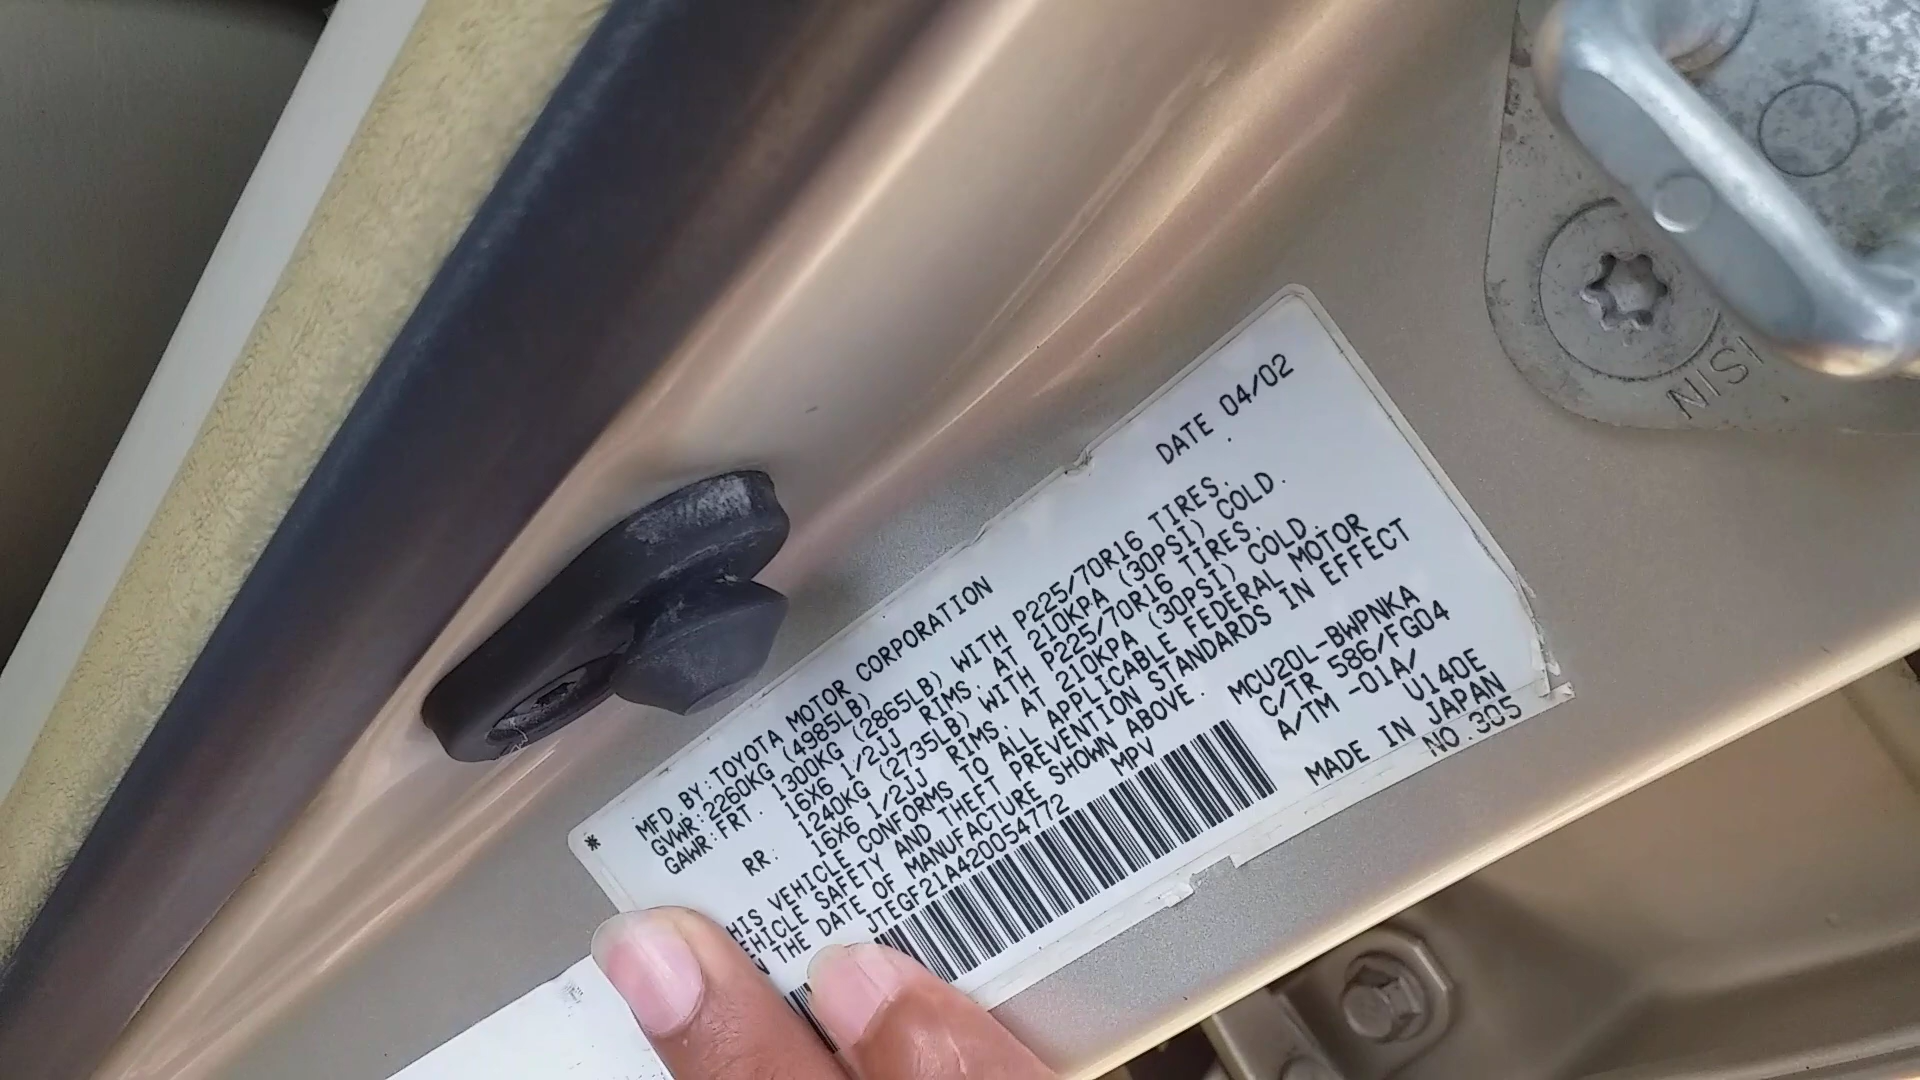 DATE 04/02
MFD.BY:TOYOTA MOTOR CORPORATION
GVWR:2260KG (4985LB)
GAWR:FRT. 1300KG (2865LB) WITH P225/70R16 TIRES,
16X6 1/2JJ RIMS, AT 210KPA (30PSI) COLD.
RR: 1240KG (2735LB) WITH P225/70R16 TIRES,
16X6 1/2JJ RIMS, AT 210KPA (30PSI) COLD.
HIS VEHICLE CONFORMS TO ALL APPLICABLE FEDERAL MOTOR
EHICLE SAFETY AND THEFT PREVENTION STANDARDS IN EFFECT
N THE DATE OF MANUFACTURE SHOWN ABOVE.
JTEGF21A420054772 MPV
MCU20L-BWPNKA
C/TR 586/FG04
A/TM -01A/
U140E
MADE IN JAPAN
NO.305
*
ISIN